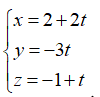 x = 2 + 2t
y = -3t
z = -1 + t
.